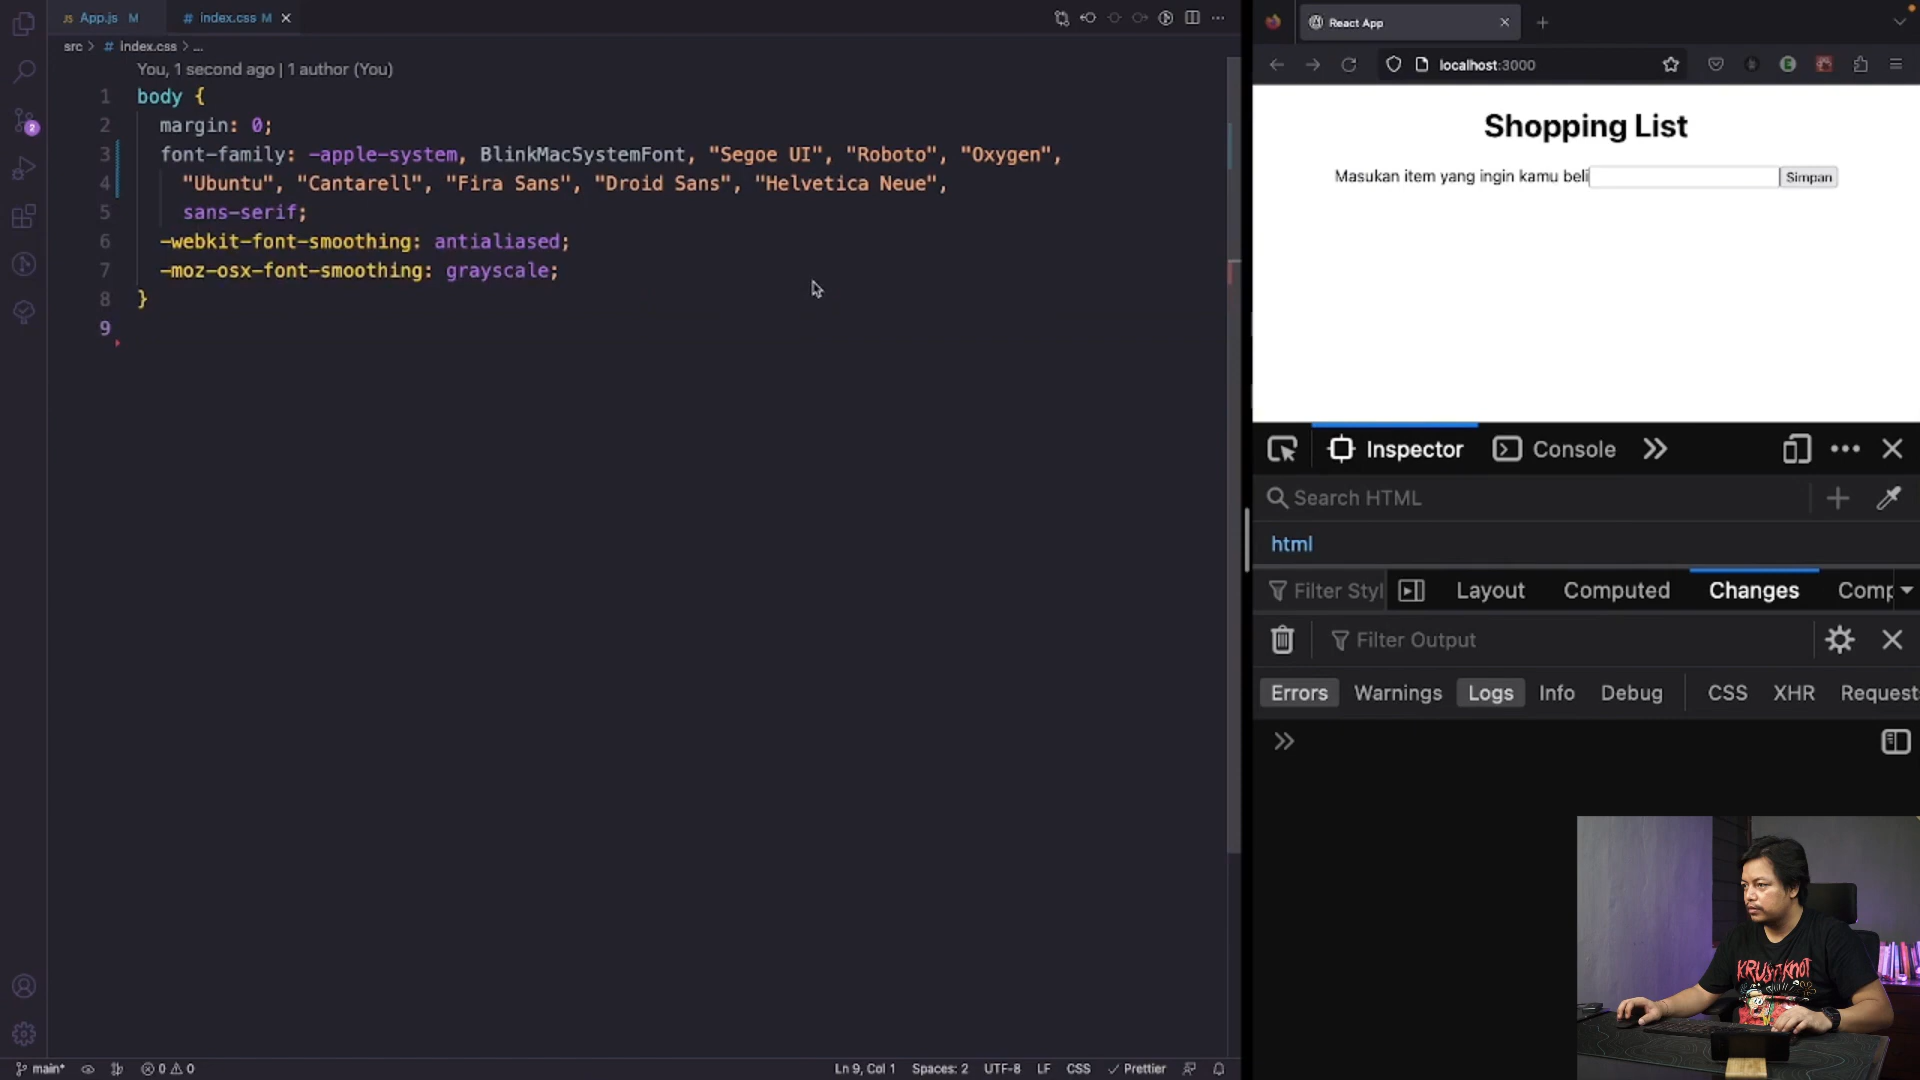 App.js M
index.css M
src > # index.css > ...
You, 1 second ago | 1 author (You)
1 body {
2 margin: 0;
3 font-family: -apple-system, BlinkMacSystemFont, "Segoe UI", "Roboto", "Oxygen",
4 "Ubuntu", "Cantarell", "Fira Sans", "Droid Sans", "Helvetica Neue",
5 sans-serif;
6 -webkit-font-smoothing: antialiased;
7 -moz-osx-font-smoothing: grayscale;
8 }
9
2
main*
0 0
Ln 9, Col 1
Spaces: 2
UTF-8
LF
CSS
Prettier
React App
localhost:3000
Shopping List
Masukan item yang ingin kamu beli
Simpan
Inspector
Console
Search HTML
html
Filter Styl
Layout
Computed
Changes
Comp
Filter Output
Errors
Warnings
Logs
Info
Debug
CSS
XHR
Requests
KRUSTKNOT